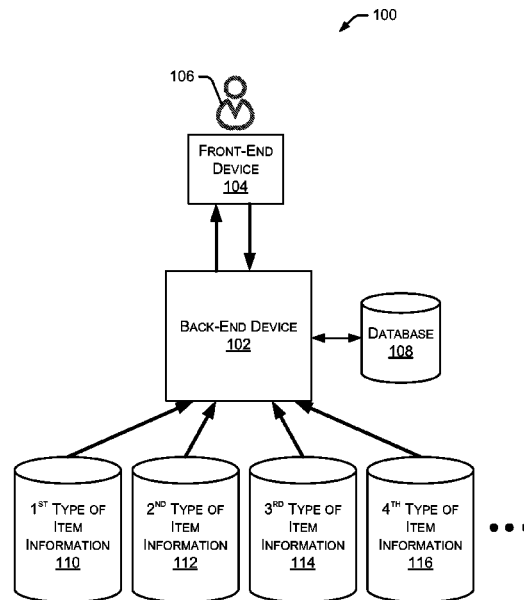 100
106
FRONT-END
DEVICE
104
BACK-END DEVICE
102
DATABASE
108
1ST TYPE OF
ITEM
INFORMATION
110
2ND TYPE OF
ITEM
INFORMATION
112
3RD TYPE OF
ITEM
INFORMATION
114
4TH TYPE OF
ITEM
INFORMATION
116